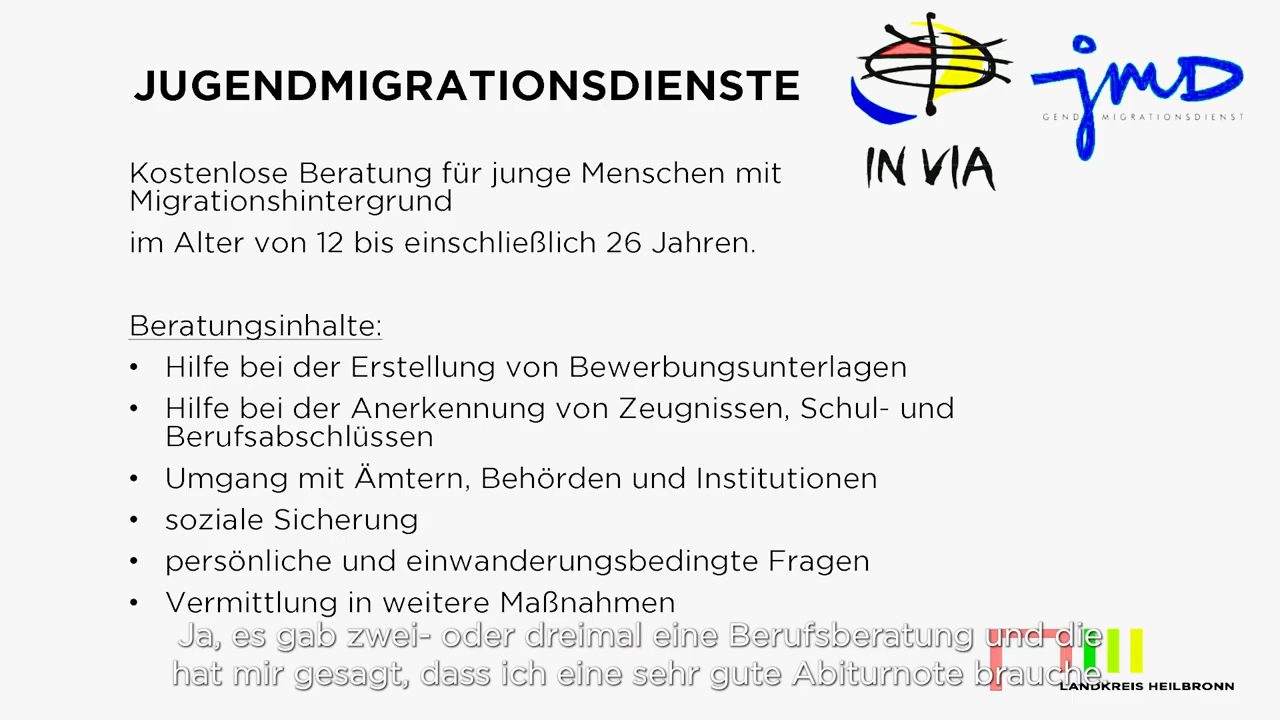 JUGENDMIGRATIONSDIENSTE
IN VIA
jmD
GEND MIGRATIONSDIENST
Kostenlose Beratung für junge Menschen mit
Migrationshintergrund
im Alter von 12 bis einschließlich 26 Jahren.
Beratungsinhalte:
• Hilfe bei der Erstellung von Bewerbungsunterlagen
• Hilfe bei der Anerkennung von Zeugnissen, Schul- und
Berufsabschlüssen
• Umgang mit Ämtern, Behörden und Institutionen
• soziale Sicherung
• persönliche und einwanderungsbedingte Fragen
• Vermittlung in weitere Maßnahmen
Ja, es gab zwei- oder dreimal eine Berufsberatung und die
hat mir gesagt, dass ich eine sehr gute Abiturnote brauche.
LANDKREIS HEILBRONN